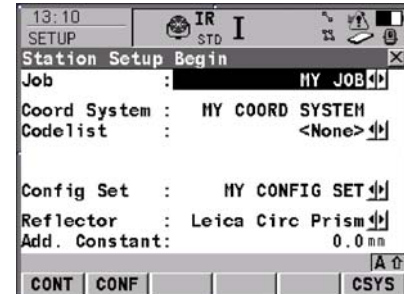 13:10
SETUP
IR
STD
I
Station Setup Begin
Job : MY JOB
Coord System : MY COORD SYSTEM
Codelist : <None>
Config Set : MY CONFIG SET
Reflector : Leica Circ Prism
Add. Constant: 0.0 mm
A
CONT CONF CSYS